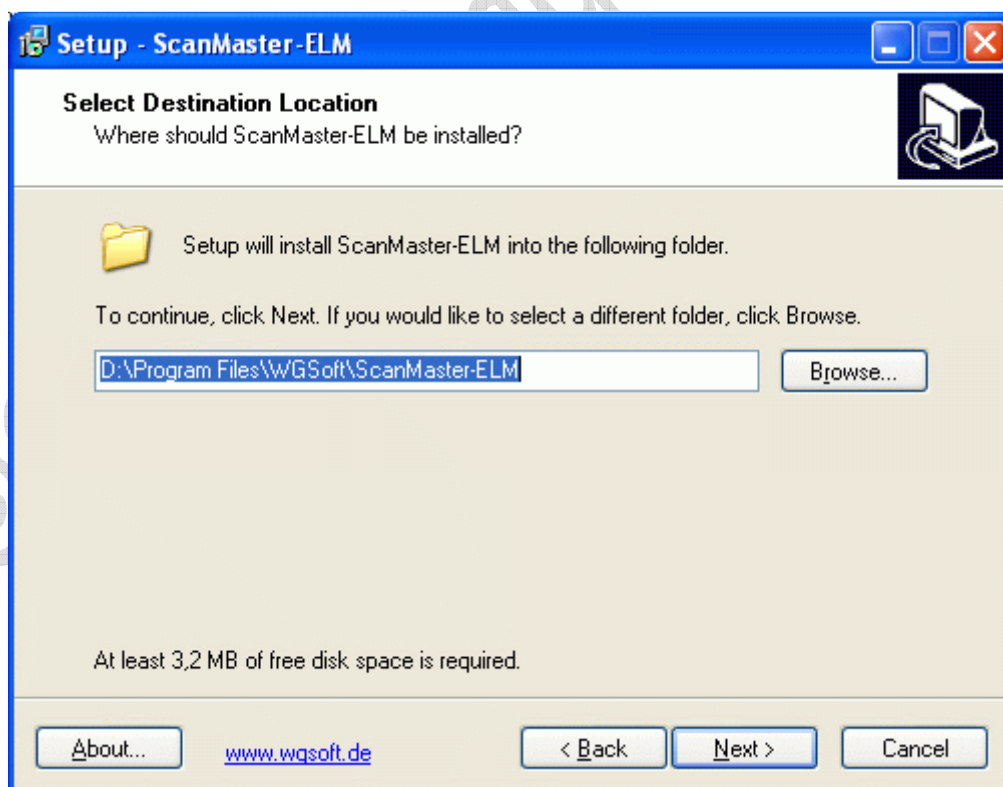 Setup - ScanMaster-ELM
Select Destination Location
Where should ScanMaster-ELM be installed?
Setup will install ScanMaster-ELM into the following folder.
To continue, click Next. If you would like to select a different folder, click Browse.
D:\Program Files\WGSoft\ScanMaster-ELM
Browse...
At least 3,2 MB of free disk space is required.
About...
www.wgsoft.de
< Back
Next >
Cancel